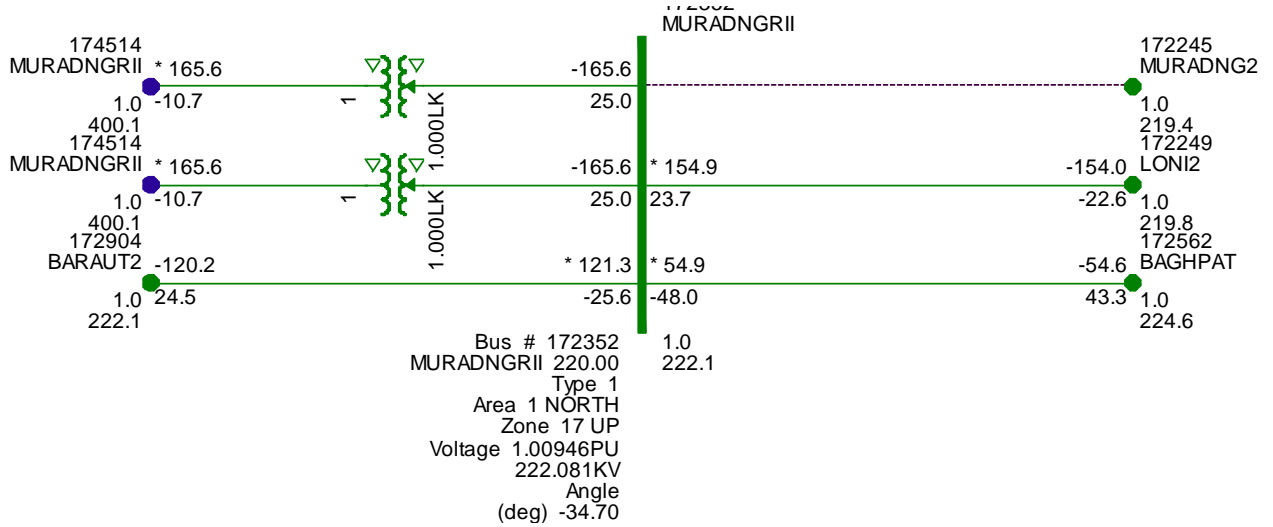 MURADNGRII
174514
MURADNGRII
* 165.6
-10.7
1.0
400.1
1
1.000LK
-165.6
25.0
172245
MURADNG2
1.0
219.4
174514
MURADNGRII
* 165.6
-10.7
1.0
400.1
1
1.000LK
-165.6
25.0
* 154.9
23.7
-154.0
-22.6
172249
LONI2
1.0
219.8
172904
BARAUT2
-120.2
24.5
1.0
222.1
* 121.3
-25.6
* 54.9
-48.0
-54.6
43.3
172562
BAGHPAT
1.0
224.6
Bus # 172352
MURADNGRII 220.00
Type 1
Area 1 NORTH
Zone 17 UP
Voltage 1.00946PU
222.081KV
Angle
(deg) -34.70
1.0
222.1